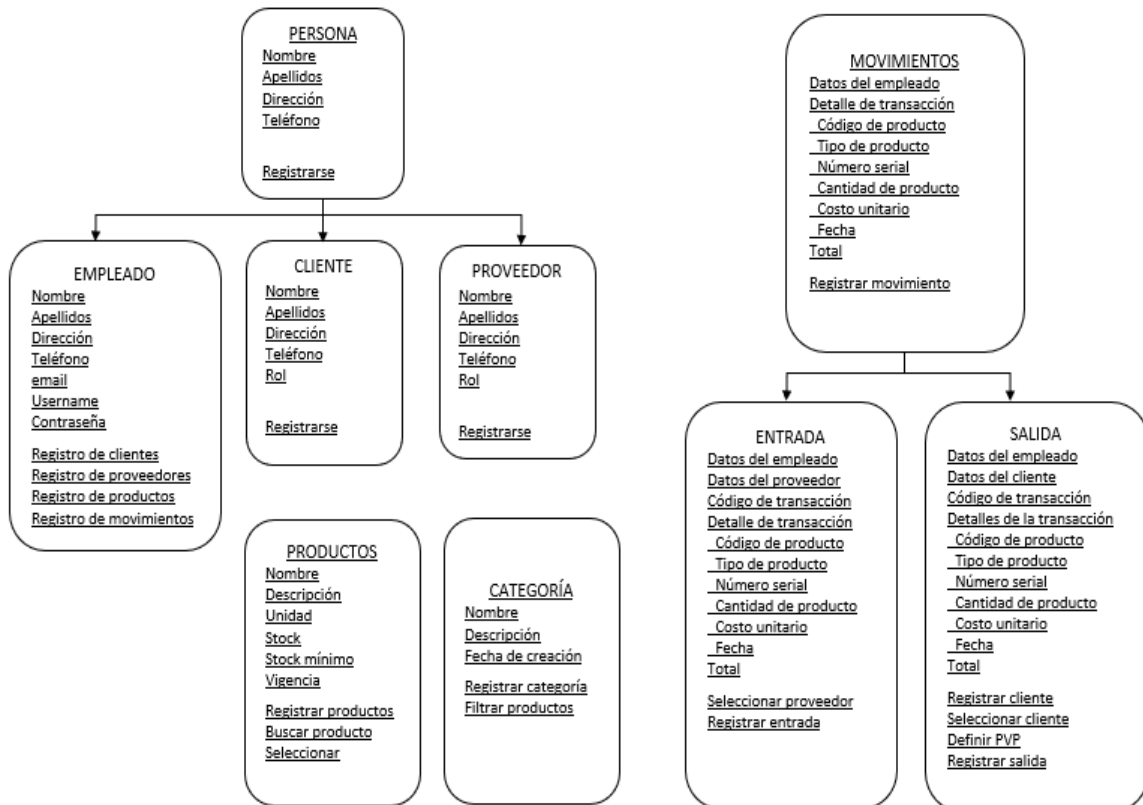 PERSONA
Nombre
Apellidos
Dirección
Teléfono
Registrarse
EMPLEADO
Nombre
Apellidos
Dirección
Teléfono
email
Username
Contraseña
Registro de clientes
Registro de proveedores
Registro de productos
Registro de movimientos
CLIENTE
Nombre
Apellidos
Dirección
Teléfono
Rol
Registrarse
PROVEEDOR
Nombre
Apellidos
Dirección
Teléfono
Rol
Registrarse
PRODUCTOS
Nombre
Descripción
Unidad
Stock
Stock mínimo
Vigencia
Registrar productos
Buscar producto
Seleccionar
CATEGORÍA
Nombre
Descripción
Fecha de creación
Registrar categoría
Filtrar productos
MOVIMIENTOS
Datos del empleado
Detalle de transacción
Código de producto
Tipo de producto
Número serial
Cantidad de producto
Costo unitario
Fecha
Total
Registrar movimiento
ENTRADA
Datos del empleado
Datos del proveedor
Código de transacción
Detalle de transacción
Código de producto
Tipo de producto
Número serial
Cantidad de producto
Costo unitario
Fecha
Total
Seleccionar proveedor
Registrar entrada
SALIDA
Datos del empleado
Datos del cliente
Código de transacción
Detalles de la transacción
Código de producto
Tipo de producto
Número serial
Cantidad de producto
Costo unitario
Fecha
Total
Registrar cliente
Seleccionar cliente
Definir PVP
Registrar salida